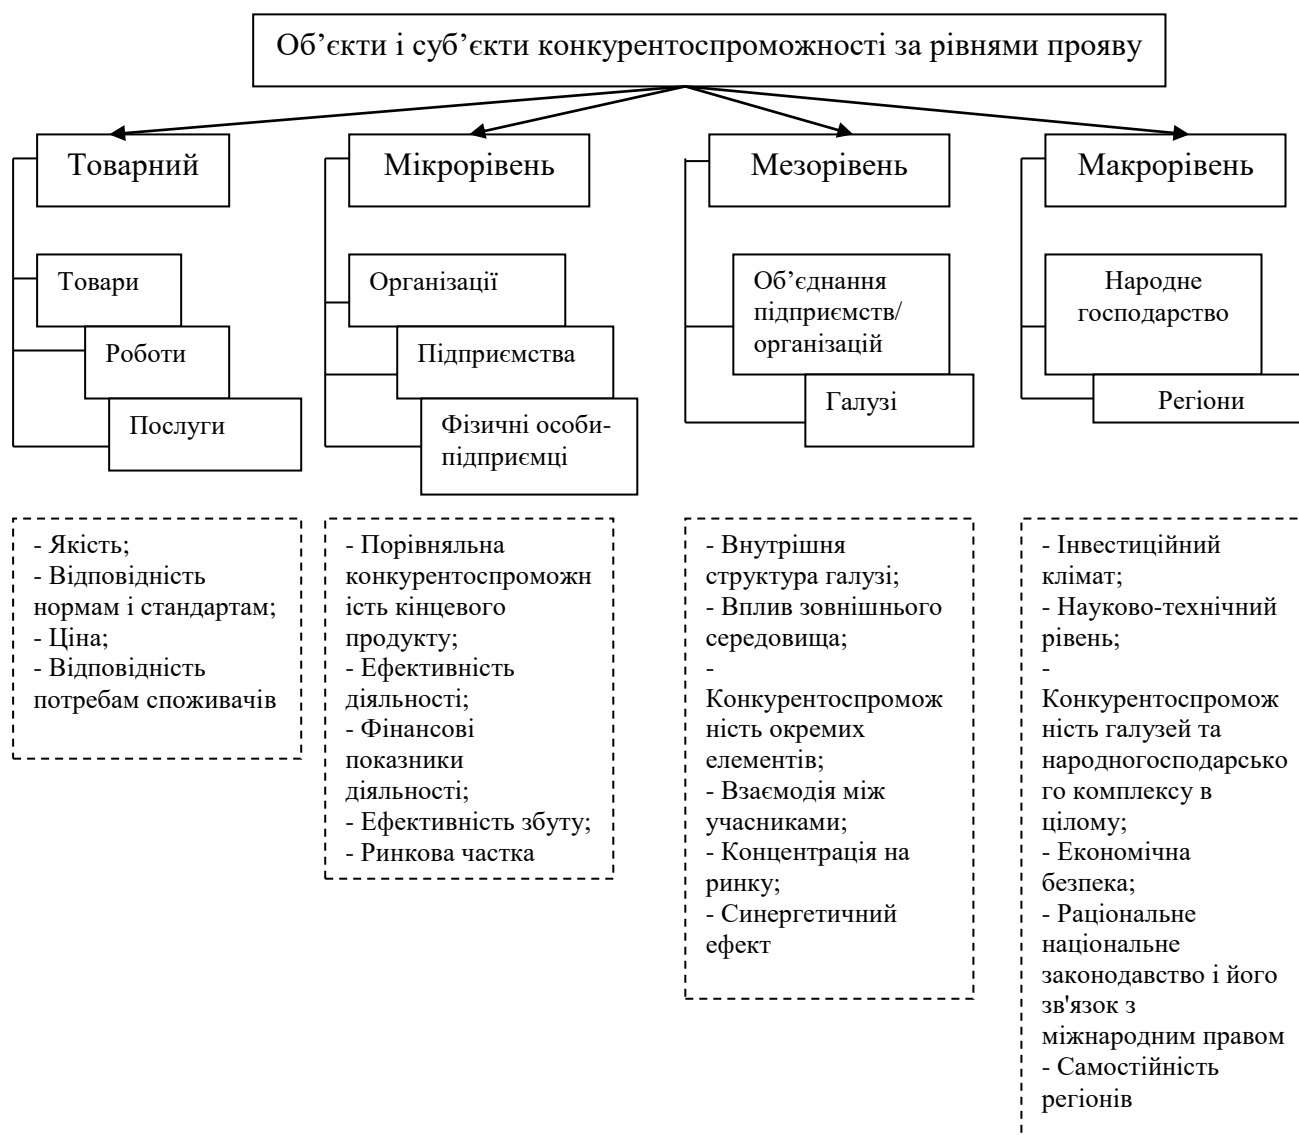 Об’єкти і суб’єкти конкурентоспроможності за рівнями прояву
Товарний
Мікрорівень
Мезорівень
Макрорівень
Товари
Роботи
Послуги
Організації
Підприємства
Фізичні особи-
підприємці
Об’єднання
підприємств/
організацій
Галузі
Народне
господарство
Регіони
- Якість;
- Відповідність
нормам і стандартам;
- Ціна;
- Відповідність
потребам споживачів
- Порівняльна
конкурентоспроможн
ість кінцевого
продукту;
- Ефективність
діяльності;
- Фінансові
показники
діяльності;
- Ефективність збуту;
- Ринкова частка
- Внутрішня
структура галузі;
- Вплив зовнішнього
середовища;
-
Конкурентоспромож
ність окремих
елементів;
- Взаємодія між
учасниками;
- Концентрація на
ринку;
- Синергетичний
ефект
- Інвестиційний
клімат;
- Науково-технічний
рівень;
-
Конкурентоспромож
ність галузей та
народногосподарсько
го комплексу в
цілому;
- Економічна
безпека;
- Раціональне
національне
законодавство і його
зв'язок з
міжнародним правом
- Самостійність
регіонів